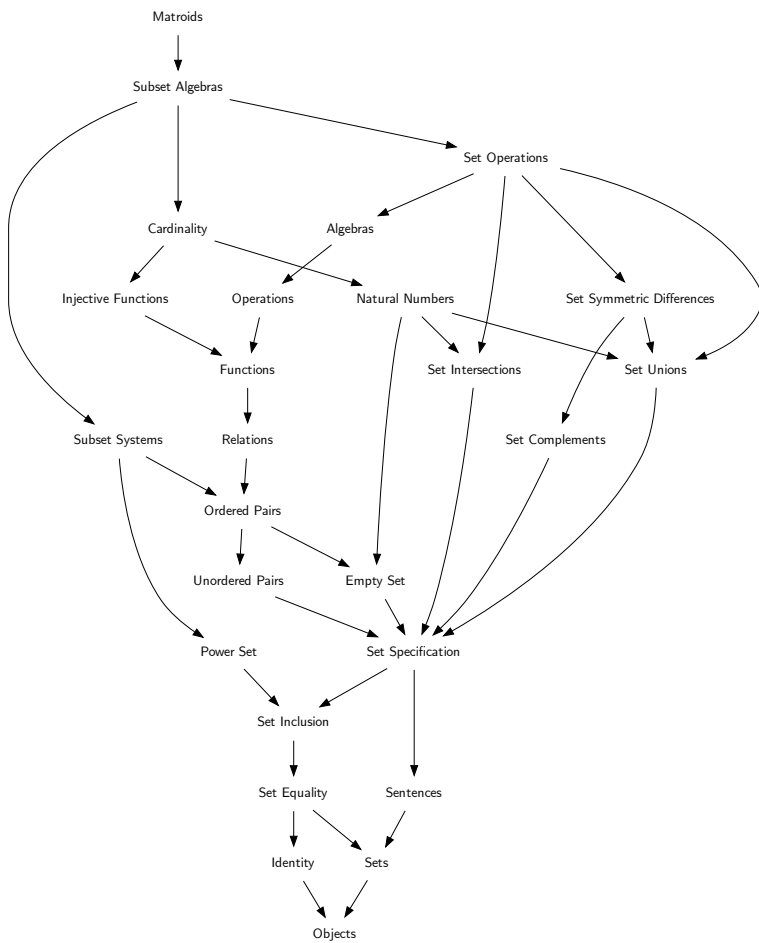 Matroids
Subset Algebras
Set Operations
Cardinality
Algebras
Injective Functions
Operations
Natural Numbers
Set Symmetric Differences
Functions
Set Intersections
Set Unions
Subset Systems
Relations
Set Complements
Ordered Pairs
Unordered Pairs
Empty Set
Power Set
Set Specification
Set Inclusion
Set Equality
Sentences
Identity
Sets
Objects